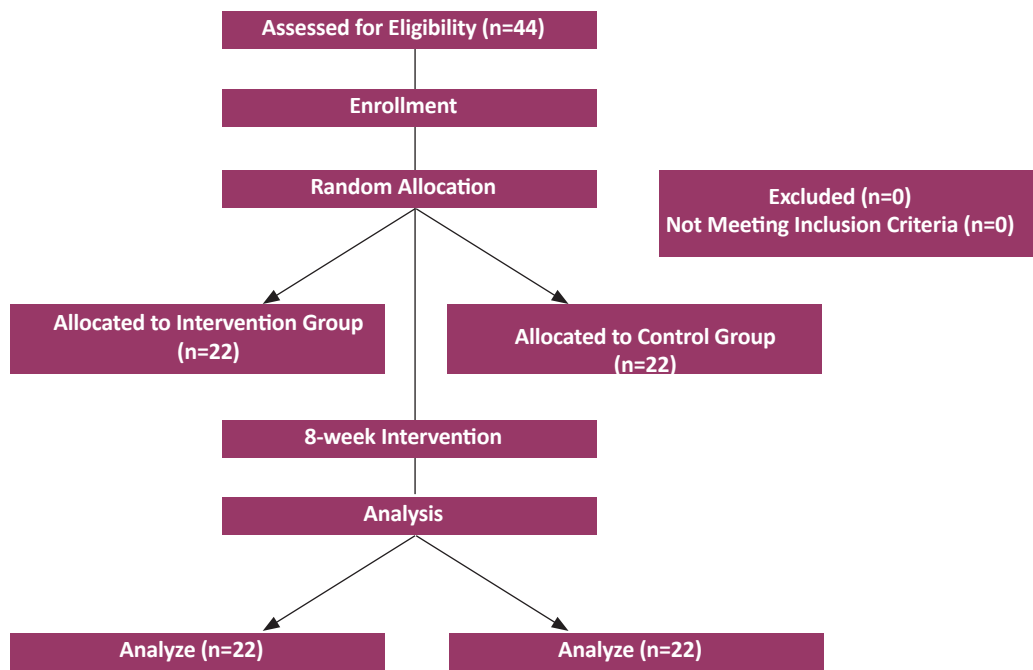 Assessed for Eligibility (n=44)
Enrollment
Random Allocation
Excluded (n=0)
Not Meeting Inclusion Criteria (n=0)
Allocated to Intervention Group
(n=22)
Allocated to Control Group
(n=22)
8-week Intervention
Analysis
Analyze (n=22)
Analyze (n=22)